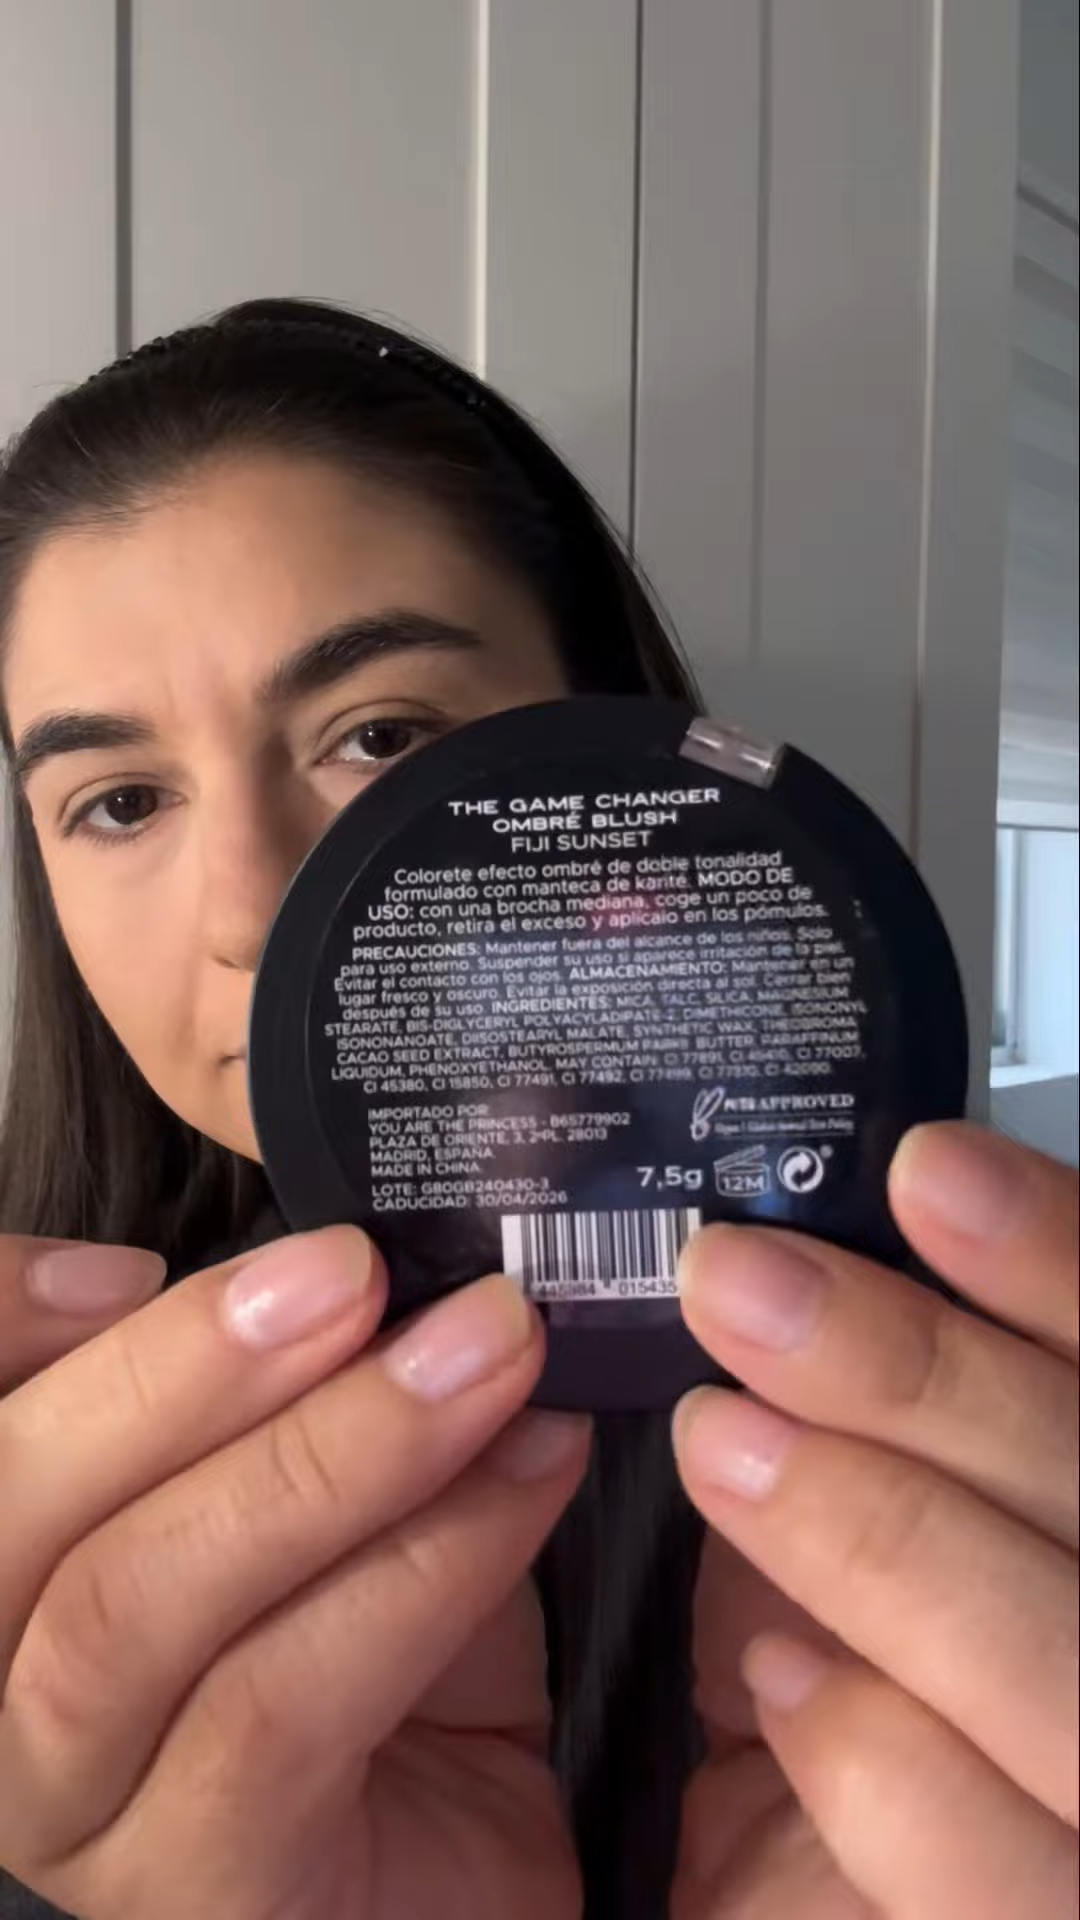 THE GAME CHANGER
OMBRÉ BLUSH
FIJI SUNSET
Colorete efecto ombré de doble tonalidad
formulado con manteca de karité. MODO DE
USO: con una brocha mediana, coge un poco de
producto, retira el exceso y aplícalo en los pómulos.
PRECAUCIONES: Mantener fuera del alcance de los niños. Solo
para uso externo. Suspender su uso si aparece irritación de la piel.
Evitar el contacto con los ojos. ALMACENAMIENTO: Mantener en un
lugar fresco y oscuro. Evitar la exposición directa al sol. Cerrar bien
después de su uso. INGREDIENTES: MICA, TALC, SILICA, MAGNESIUM
STEARATE, BIS-DIGLYCERYL POLYACYLADIPATE-2, DIMETHICONE, ISONONYL
ISONONANOATE, DIISOSTEARYL MALATE, SYNTHETIC WAX, THEOBROMA
CACAO SEED EXTRACT, BUTYROSPERMUM PARKII BUTTER, PARAFFINUM
LIQUIDUM, PHENOXYETHANOL. MAY CONTAIN: CI 77891, CI 45410, CI 77007,
CI 45380, CI 15850, CI 77491, CI 77492, CI 77499, CI 42090.
IMPORTADO POR:
YOU ARE THE PRINCESS - B65779902
PLAZA DE ORIENTE, 3, 2ºPL. 28013
MADRID, ESPAÑA.
MADE IN CHINA.
LOTE: GBOGB240430-3
CADUCIDAD: 30/04/2026
APPROVED
7,5g
12M
445984 015435